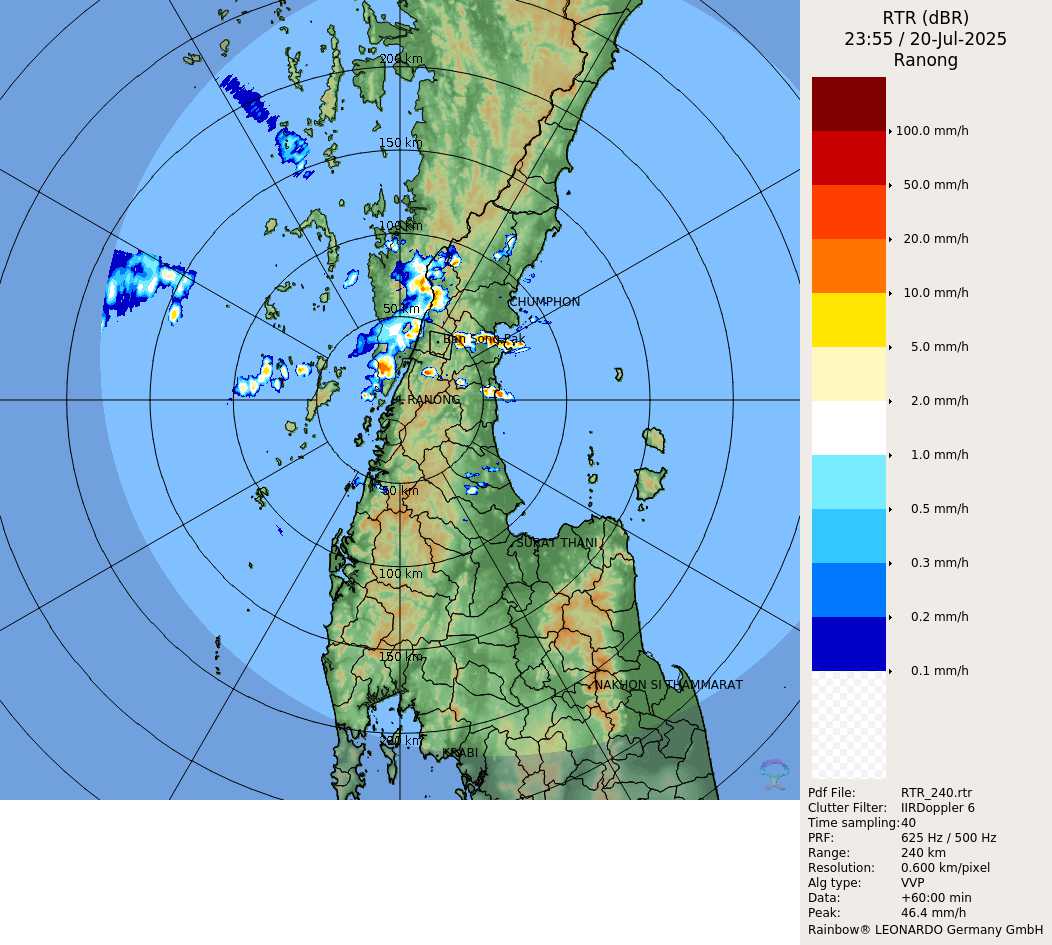 RTR (dBR)
23:55 / 20-Jul-2025
Ranong
200 km
150 km
100 km
50 km
CHUMPHON
Ban Song Pak
RANONG
50 km
SURAT THANI
100 km
150 km
NAKHON SI THAMMARAT
200 km
KRABI
100.0 mm/h
50.0 mm/h
20.0 mm/h
10.0 mm/h
5.0 mm/h
2.0 mm/h
1.0 mm/h
0.5 mm/h
0.3 mm/h
0.2 mm/h
0.1 mm/h
Pdf File: RTR_240.rtr
Clutter Filter: IIRDoppler 6
Time sampling:40
PRF: 625 Hz / 500 Hz
Range: 240 km
Resolution: 0.600 km/pixel
Alg type: VVP
Data: +60:00 min
Peak: 46.4 mm/h
Rainbow® LEONARDO Germany GmbH